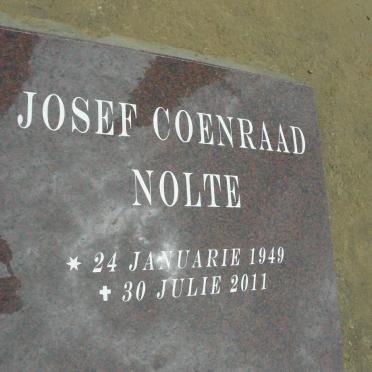 JOSEF COENRAAD
NOLTE
* 24 JANUARIE 1949
✝ 30 JULIE 2011